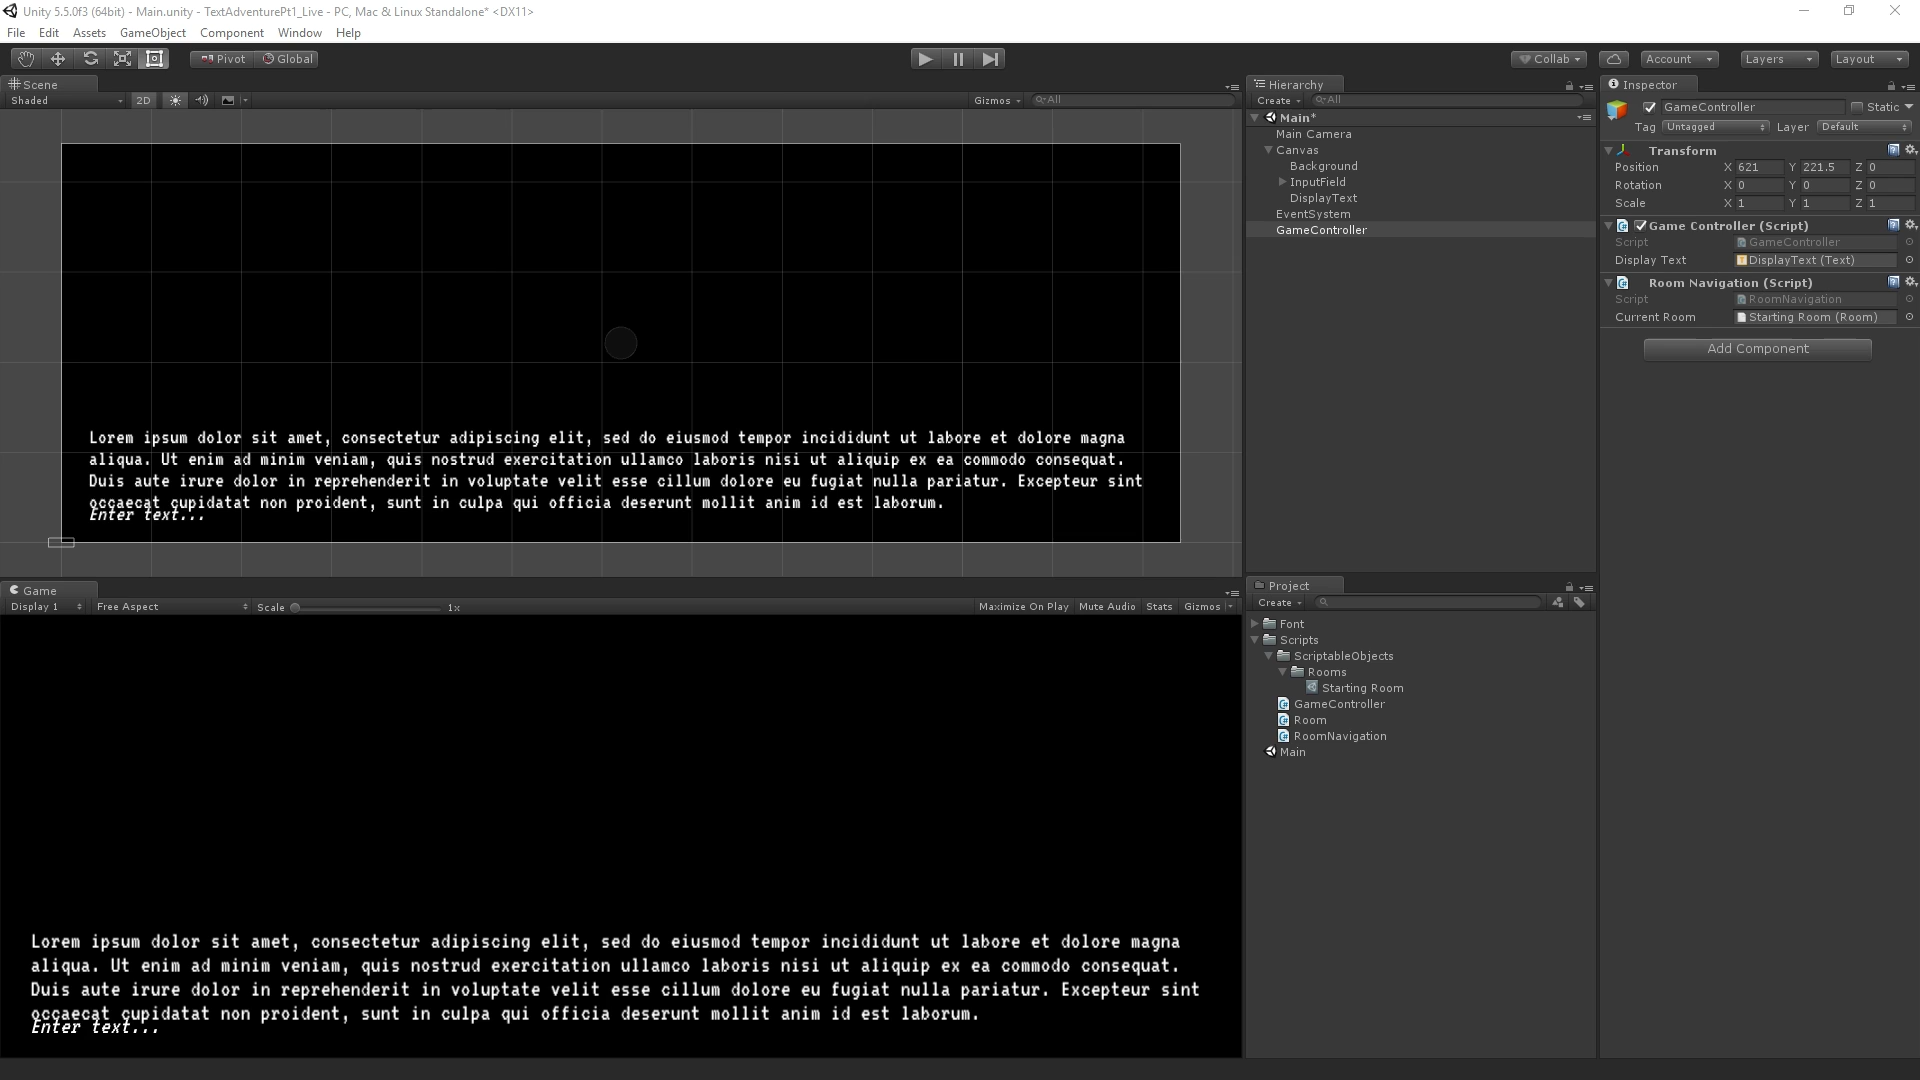 Unity 5.5.0f3 (64bit) - Main.unity - TextAdventurePt1_Live - PC, Mac & Linux Standalone* <DX11>
File Edit Assets GameObject Component Window Help
Pivot Global Collab Account Layers Layout
Scene
Shaded 2D Gizmos All
Lorem ipsum dolor sit amet, consectetur adipiscing elit, sed do eiusmod tempor incididunt ut labore et dolore magna
aliqua. Ut enim ad minim veniam, quis nostrud exercitation ullamco laboris nisi ut aliquip ex ea commodo consequat.
Duis aute irure dolor in reprehenderit in voluptate velit esse cillum dolore eu fugiat nulla pariatur. Excepteur sint
occaecat cupidatat non proident, sunt in culpa qui officia deserunt mollit anim id est laborum.
Enter text...
Game
Display 1 Free Aspect Scale 1x Maximize On Play Mute Audio Stats Gizmos
Lorem ipsum dolor sit amet, consectetur adipiscing elit, sed do eiusmod tempor incididunt ut labore et dolore magna
aliqua. Ut enim ad minim veniam, quis nostrud exercitation ullamco laboris nisi ut aliquip ex ea commodo consequat.
Duis aute irure dolor in reprehenderit in voluptate velit esse cillum dolore eu fugiat nulla pariatur. Excepteur sint
occaecat cupidatat non proident, sunt in culpa qui officia deserunt mollit anim id est laborum.
Enter text...
Hierarchy
Create All
Main*
Main Camera
Canvas
Background
InputField
DisplayText
EventSystem
GameController
Project
Create
Font
Scripts
ScriptableObjects
Rooms
Starting Room
GameController
Room
RoomNavigation
Main
Inspector
GameController Static
Tag Untagged Layer Default
Transform
Position X 621 Y 221.5 Z 0
Rotation X 0 Y 0 Z 0
Scale X 1 Y 1 Z 1
Game Controller (Script)
Script GameController
Display Text DisplayText (Text)
Room Navigation (Script)
Script RoomNavigation
Current Room Starting Room (Room)
Add Component